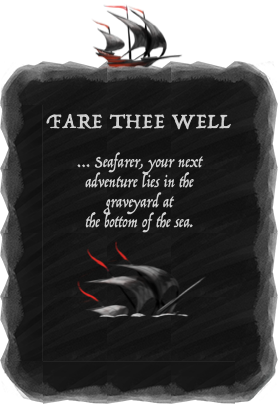 FARE THEE WELL
... Seafarer, your next
adventure lies in the
graveyard at
the bottom of the sea.